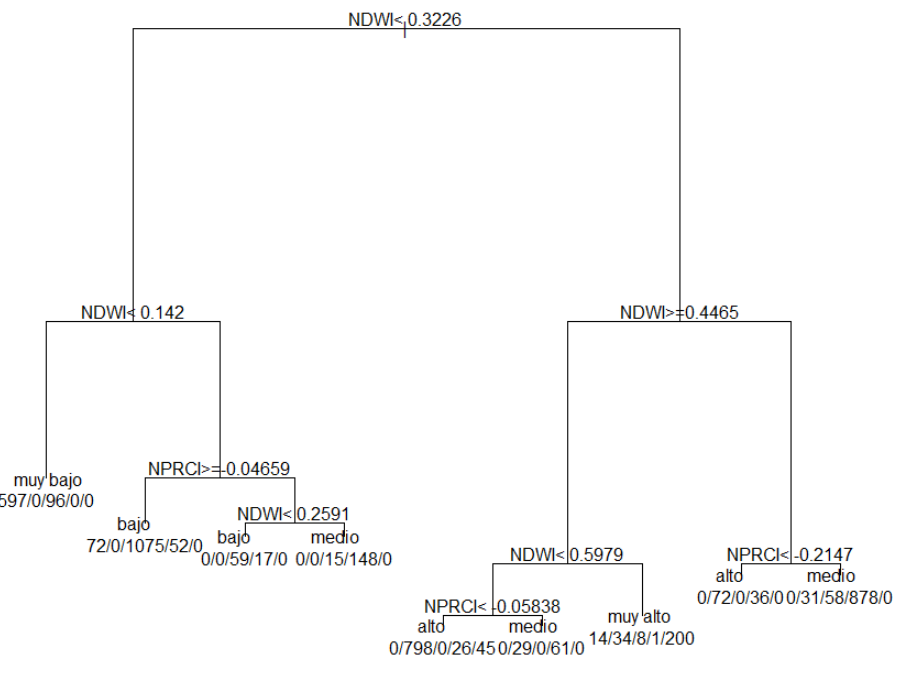 NDWI< 0.3226
NDWI< 0.142
NDWI>=0.4465
NPRCI>=-0.04659
muy bajo
597/0/96/0/0
NDWI< 0.2591
bajo
72/0/1075/52/0
bajo
0/0/59/17/0
medio
0/0/15/148/0
NDWI< 0.5979
NPRCI< -0.2147
alto
0/72/0/36/0
medio
0/31/58/878/0
NPRCI< -0.05838
alto
0/798/0/26/45
medio
0/29/0/61/0
muy alto
14/34/8/1/200